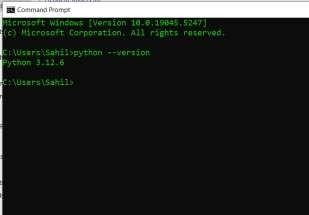 Command Prompt
Microsoft Windows [Version 10.0.19045.5247]
(c) Microsoft Corporation. All rights reserved.
C:\Users\Sahil>python --version
Python 3.12.6
C:\Users\Sahil>